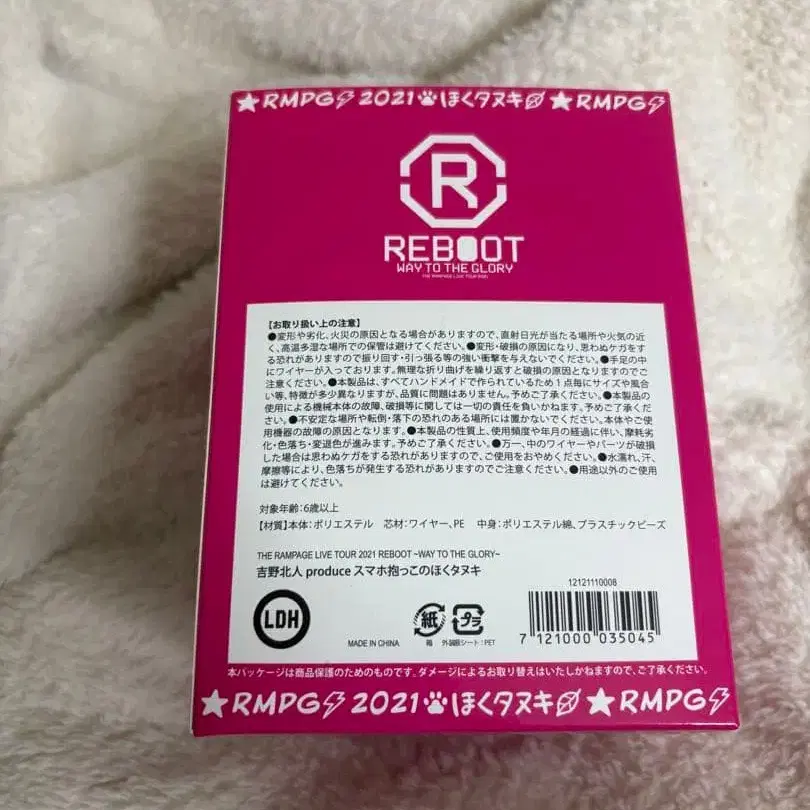 ★RMPG⚡2021🐾ほくタヌキ ★RMPG⚡
R
REBOOT
WAY TO THE GLORY
THE RAMPAGE LIVE TOUR 2021
【お取り扱い上の注意】
●変形や劣化、火災の原因となる場合がありますので、直射日光が当たる場所や火気の近
く、高温多湿な場所での保管は避けてください。●変形・破損の原因になり、思わぬケガをす
る恐れがありますので振り回す・引っ張る等の強い衝撃を与えないでください。●手足の中
にワイヤーが入っております。無理な折り曲げを繰り返すと破損の原因となりますのでご
注意ください。●本製品は、すべてハンドメイドで作られているため1点毎にサイズや風合
い等、特徴が多少異なりますが、品質に問題はありません。予めご了承ください。●本製品の
使用による機械本体の故障、破損等に関しては一切の責任を負いかねます。予めご了承くだ
さい。●不安定な場所や転倒・落下の恐れのある場所には置かないでください。本体やご使
用機器の故障の原因となります。●本製品の性質上、使用頻度や年月の経過に伴い、摩耗劣
化・色落ち・変退色が進みます。予めご了承ください。●万一、中のワイヤーやパーツが破損
した場合は思わぬケガをする恐れがありますので、ご使用をおやめください。●水濡れ、汗、
摩擦等により、色落ちが発生する恐れがありますのでご注意ください。●用途以外のご使用
は避けてください。
対象年齢:6歳以上
【材質】本体:ポリエステル 芯材:ワイヤー、PE 中身:ポリエステル綿、プラスチックビーズ
THE RAMPAGE LIVE TOUR 2021 REBOOT ~WAY TO THE GLORY~
吉野北人 produce スマホ抱っこのほくタヌキ
12121110008
LDH
紙
プラ
MADE IN CHINA
箱 外装眼シート:PET
7 121000 035045
本パッケージは商品保護のためのものです。ダメージによるお取り替えはいたしかねますので、ご了承ください。
★RMPG⚡2021🐾ほくタヌキ ★RMPG⚡